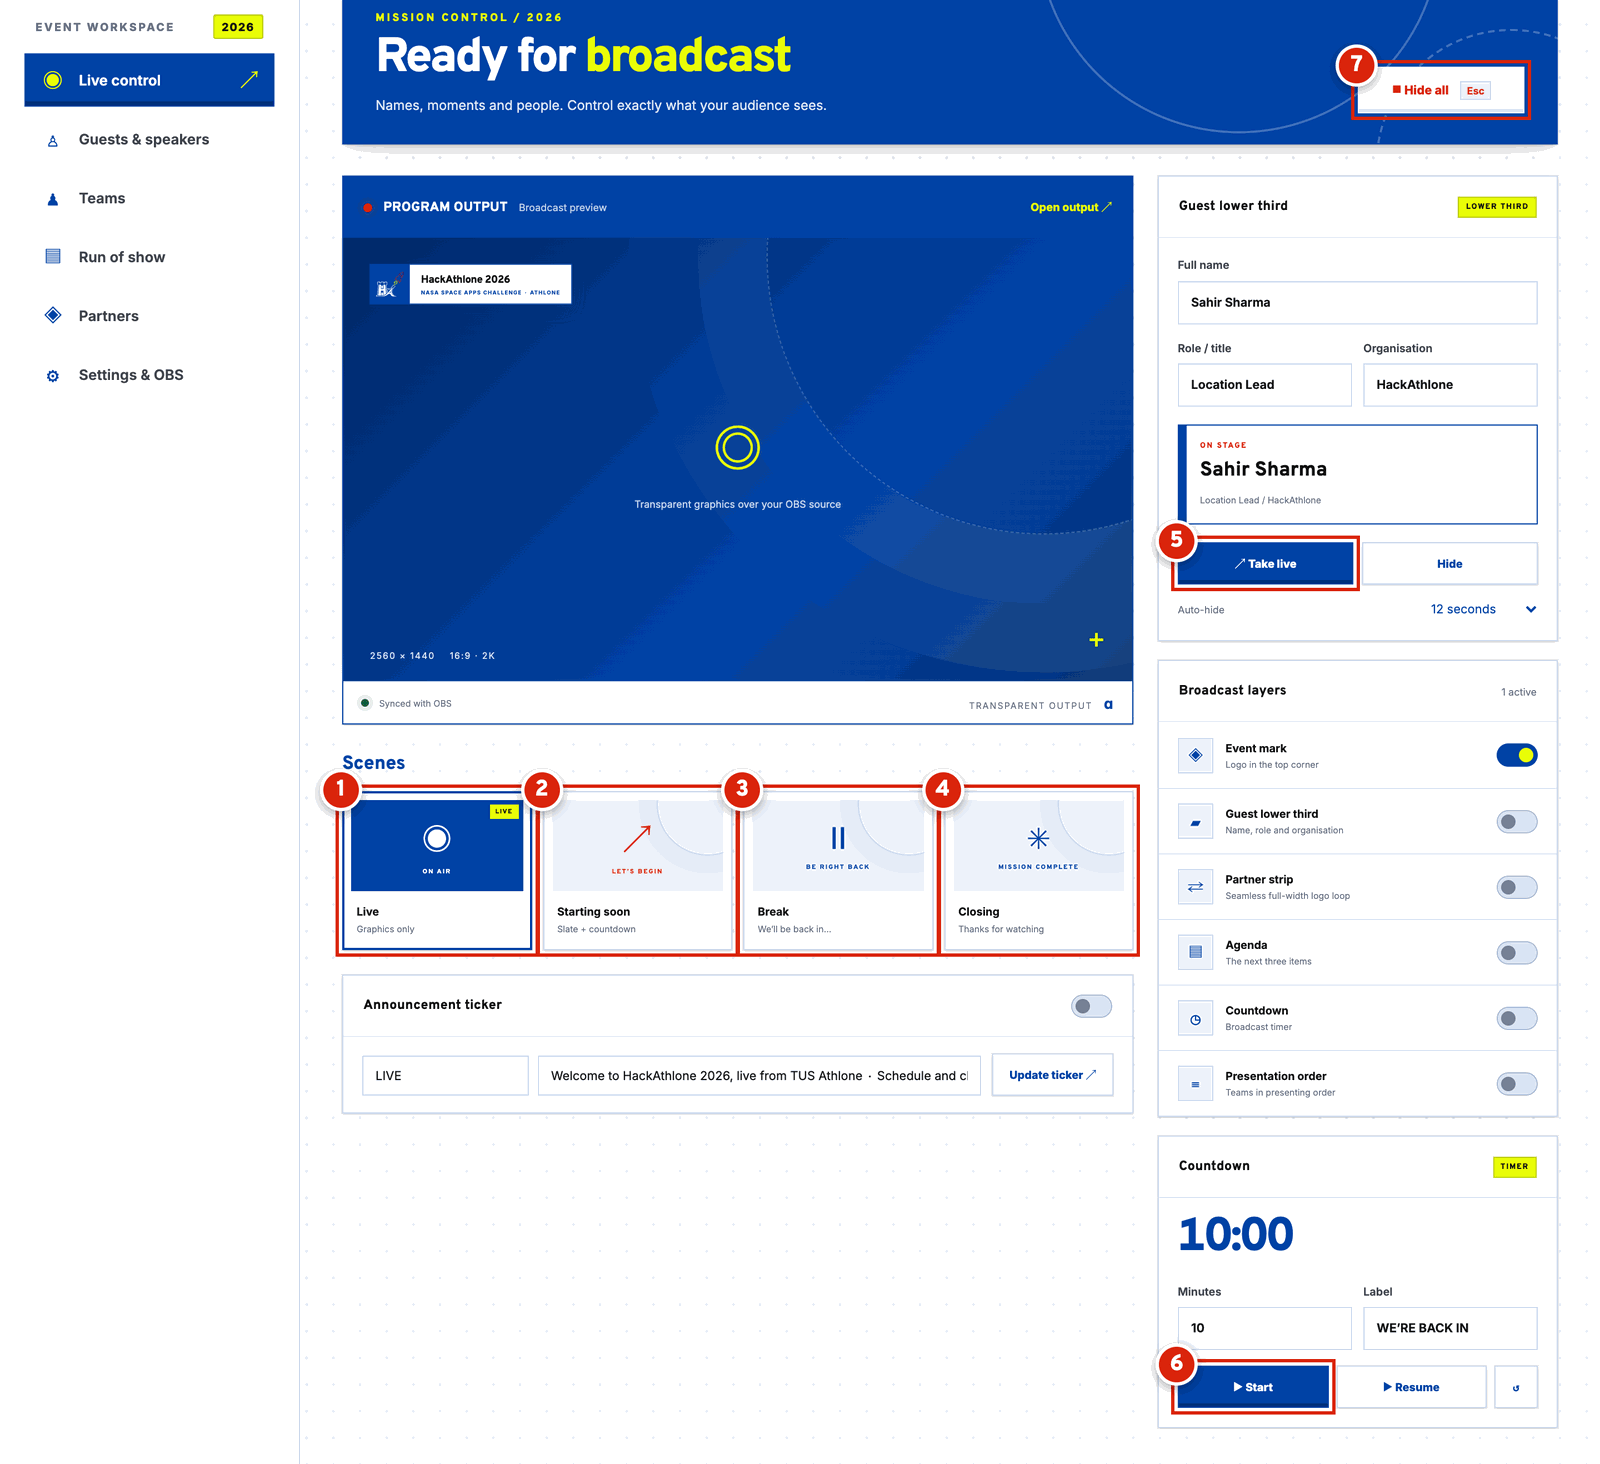 EVENT WORKSPACE 2026
Live control
Guests & speakers
Teams
Run of show
Partners
Settings & OBS
MISSION CONTROL / 2026
Ready for broadcast
Names, moments and people. Control exactly what your audience sees.
7
Hide all Esc
PROGRAM OUTPUT Broadcast preview Open output
HackAthlone 2026
NASA SPACE APPS CHALLENGE · ATHLONE
Transparent graphics over your OBS source
2560 × 1440 16:9 · 2K
Synced with OBS TRANSPARENT OUTPUT α
Scenes
1
LIVE
ON AIR
Live
Graphics only
2
LET'S BEGIN
Starting soon
Slate + countdown
3
BE RIGHT BACK
Break
We'll be back in...
4
MISSION COMPLETE
Closing
Thanks for watching
Announcement ticker
LIVE
Welcome to HackAthlone 2026, live from TUS Athlone · Schedule and cl
Update ticker
Guest lower third LOWER THIRD
Full name
Sahir Sharma
Role / title Organisation
Location Lead HackAthlone
ON STAGE
Sahir Sharma
Location Lead / HackAthlone
5
Take live Hide
Auto-hide 12 seconds
Broadcast layers 1 active
Event mark
Logo in the top corner
Guest lower third
Name, role and organisation
Partner strip
Seamless full-width logo loop
Agenda
The next three items
Countdown
Broadcast timer
Presentation order
Teams in presenting order
Countdown TIMER
10:00
Minutes Label
10 WE'RE BACK IN
6
Start Resume